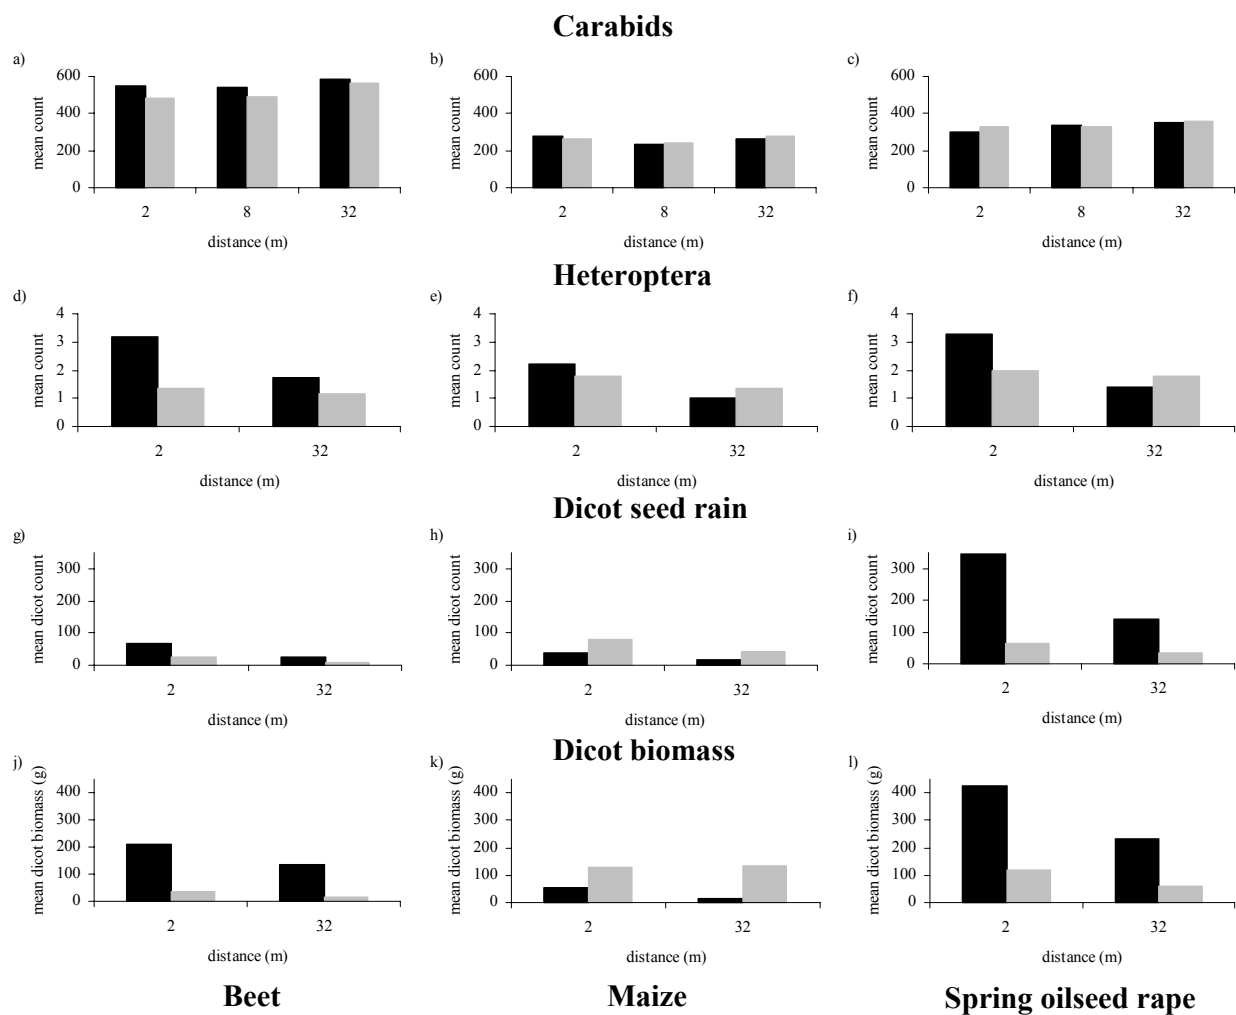 Carabids
a) b) c)
mean count mean count mean count
600 600 600
400 400 400
200 200 200
0 0 0
2 8 32 2 8 32 2 8 32
distance (m) distance (m) distance (m)
Heteroptera
d) e) f)
mean count mean count mean count
4 4 4
3 3 3
2 2 2
1 1 1
0 0 0
2 32 2 32 2 32
distance (m) distance (m) distance (m)
Dicot seed rain
g) h) i)
mean dicot count mean dicot count mean dicot count
300 300 300
200 200 200
100 100 100
0 0 0
2 32 2 32 2 32
distance (m) distance (m) distance (m)
Dicot biomass
j) k) l)
mean dicot biomass (g) mean dicot biomass (g) mean dicot biomass (g)
400 400 400
300 300 300
200 200 200
100 100 100
0 0 0
2 32 2 32 2 32
distance (m) distance (m) distance (m)
Beet Maize Spring oilseed rape